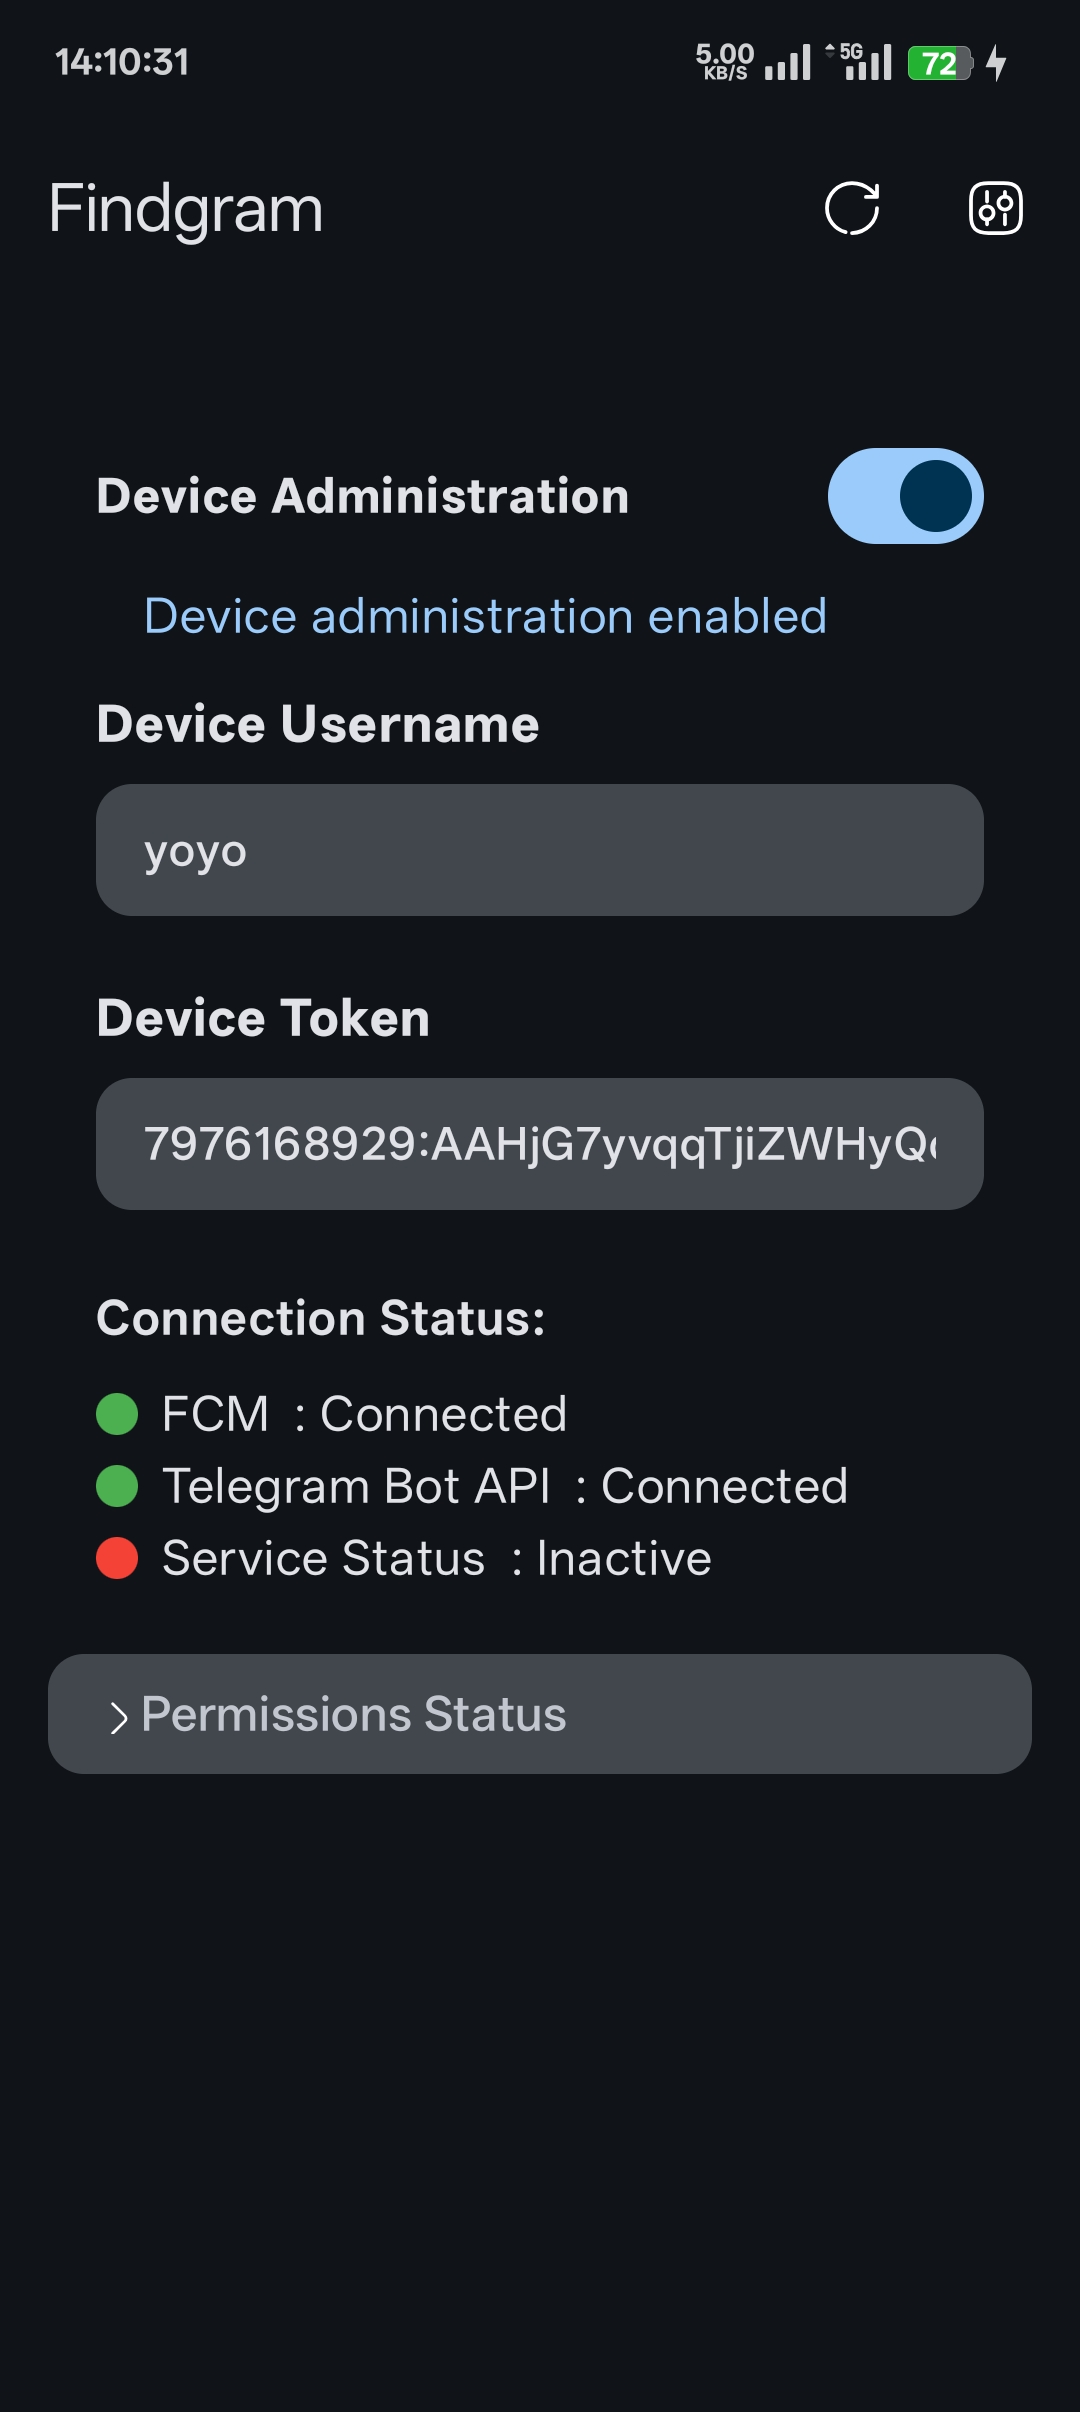 14:10:31
5.00 KB/S 5G 72
Findgram
Device Administration
Device administration enabled
Device Username
yoyo
Device Token
7976168929:AAHjG7yvqqTjiZWHyQ
Connection Status:
FCM : Connected
Telegram Bot API : Connected
Service Status : Inactive
Permissions Status